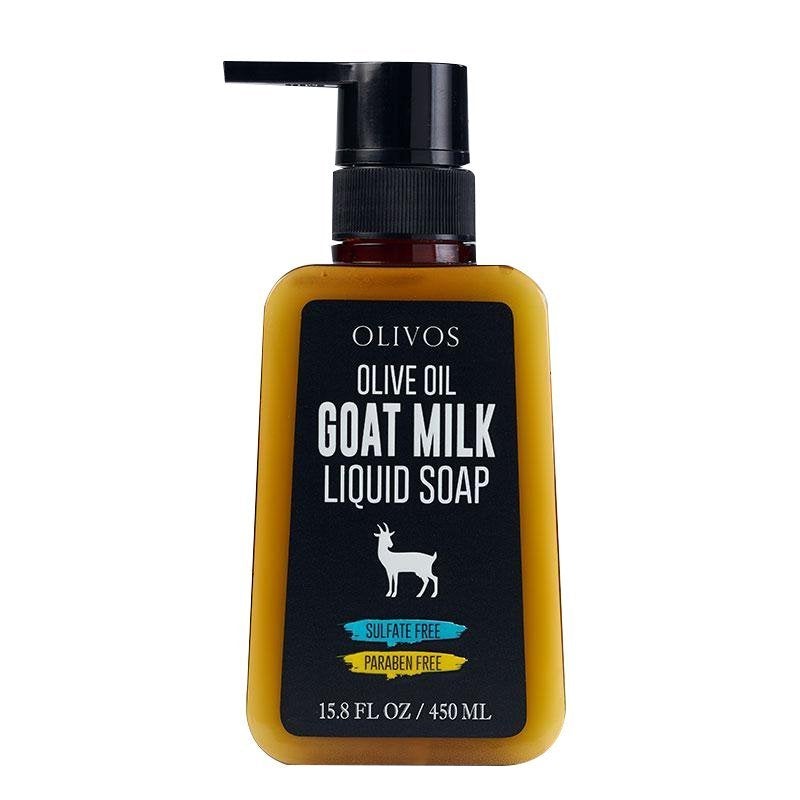 OLIVOS
OLIVE OIL
GOAT MILK
LIQUID SOAP
SULFATE FREE
PARABEN FREE
15.8 FL OZ / 450 ML